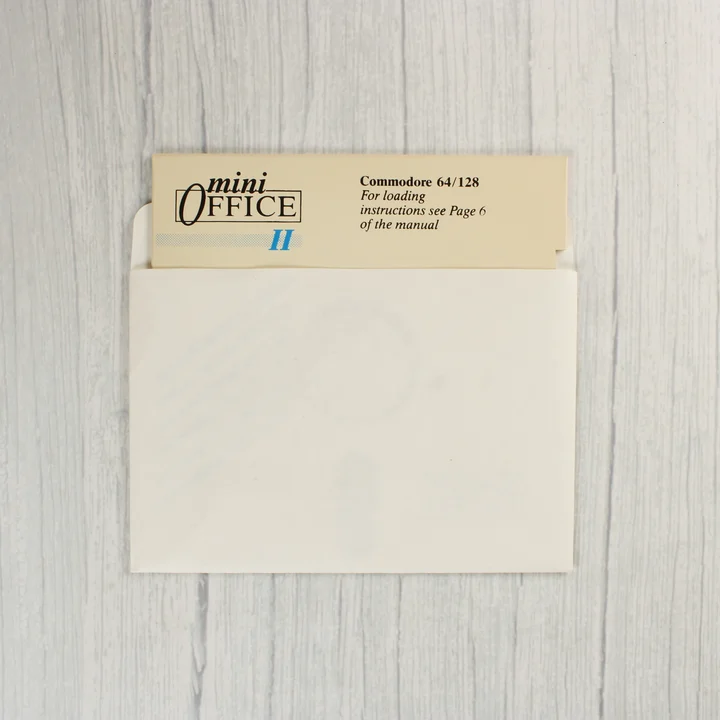 mini
OFFICE
II
Commodore 64/128
For loading
instructions see Page 6
of the manual